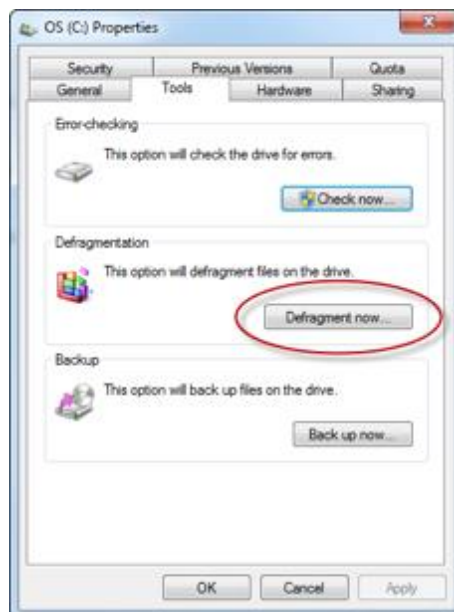 OS (C:) Properties
Security Previous Versions Quota
General Tools Hardware Sharing
Error-checking
This option will check the drive for errors.
Check now...
Defragmentation
This option will defragment files on the drive.
Defragment now...
Backup
This option will back up files on the drive.
Back up now...
OK Cancel Apply